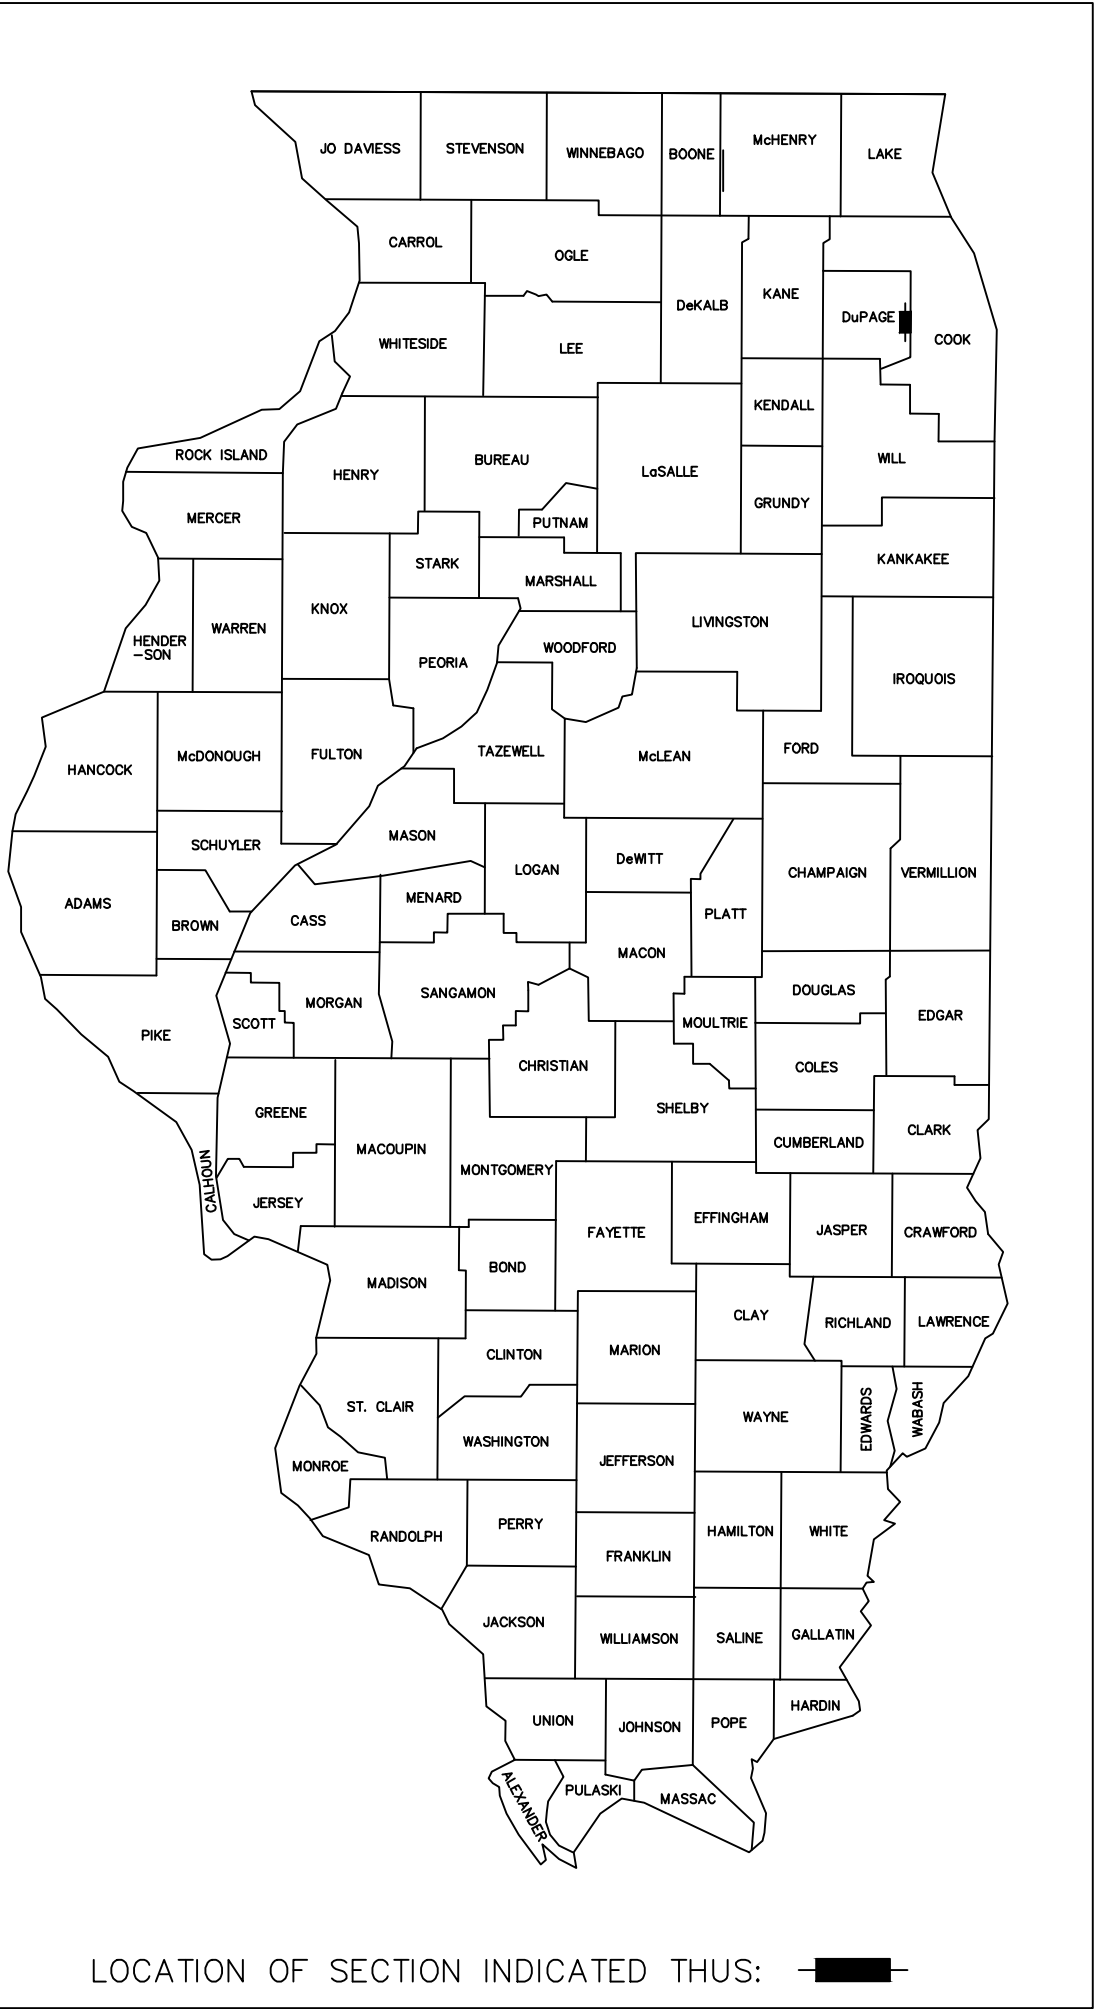 JO DAVIESS
STEVENSON
WINNEBAGO
BOONE
McHENRY
LAKE
CARROL
OGLE
DeKALB
KANE
DuPAGE
COOK
WHITESIDE
LEE
KENDALL
ROCK ISLAND
HENRY
BUREAU
LaSALLE
WILL
GRUNDY
MERCER
PUTNAM
KANKAKEE
STARK
MARSHALL
KNOX
LIVINGSTON
HENDER
-SON
WARREN
PEORIA
WOODFORD
IROQUOIS
HANCOCK
McDONOUGH
FULTON
TAZEWELL
McLEAN
FORD
SCHUYLER
MASON
LOGAN
DeWITT
CHAMPAIGN
VERMILLION
ADAMS
BROWN
CASS
MENARD
PLATT
MACON
PIKE
SCOTT
MORGAN
SANGAMON
MOULTRIE
DOUGLAS
EDGAR
CHRISTIAN
COLES
GREENE
MACOUPIN
SHELBY
CUMBERLAND
CLARK
CALHOUN
JERSEY
MONTGOMERY
FAYETTE
EFFINGHAM
JASPER
CRAWFORD
MADISON
BOND
CLAY
RICHLAND
LAWRENCE
CLINTON
MARION
ST. CLAIR
WASHINGTON
WAYNE
EDWARDS
WABASH
MONROE
JEFFERSON
RANDOLPH
PERRY
FRANKLIN
HAMILTON
WHITE
JACKSON
WILLIAMSON
SALINE
GALLATIN
UNION
JOHNSON
POPE
HARDIN
ALEXANDER
PULASKI
MASSAC
LOCATION OF SECTION INDICATED THUS: